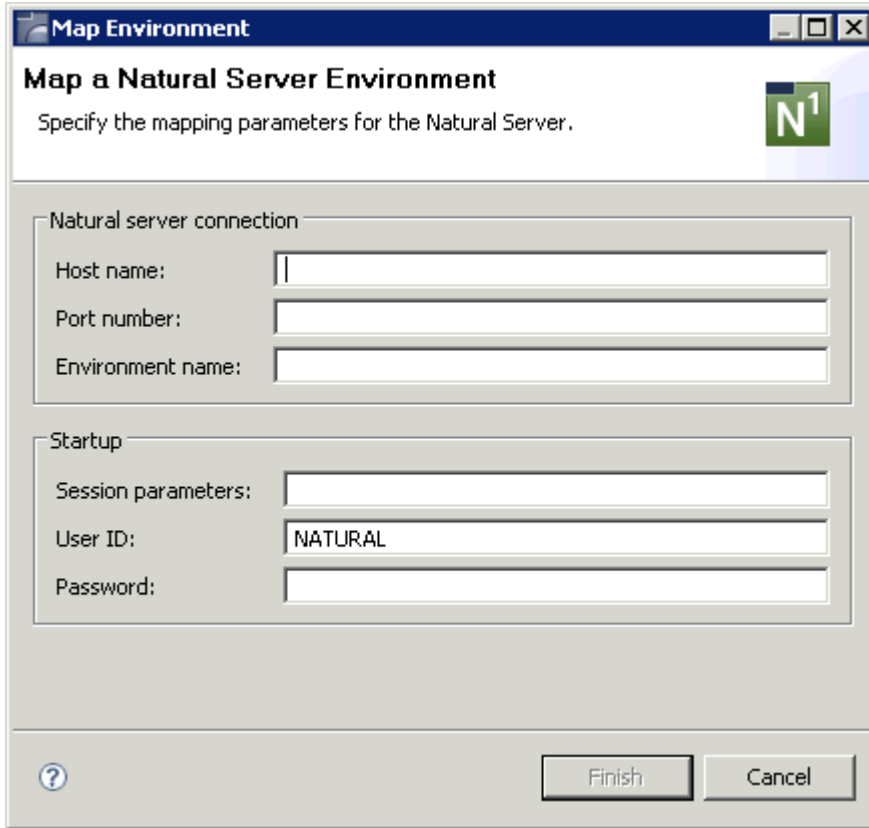 Map Environment
Map a Natural Server Environment
Specify the mapping parameters for the Natural Server.
N1
Natural server connection
Host name:
Port number:
Environment name:
Startup
Session parameters:
User ID: NATURAL
Password:
?
Finish Cancel